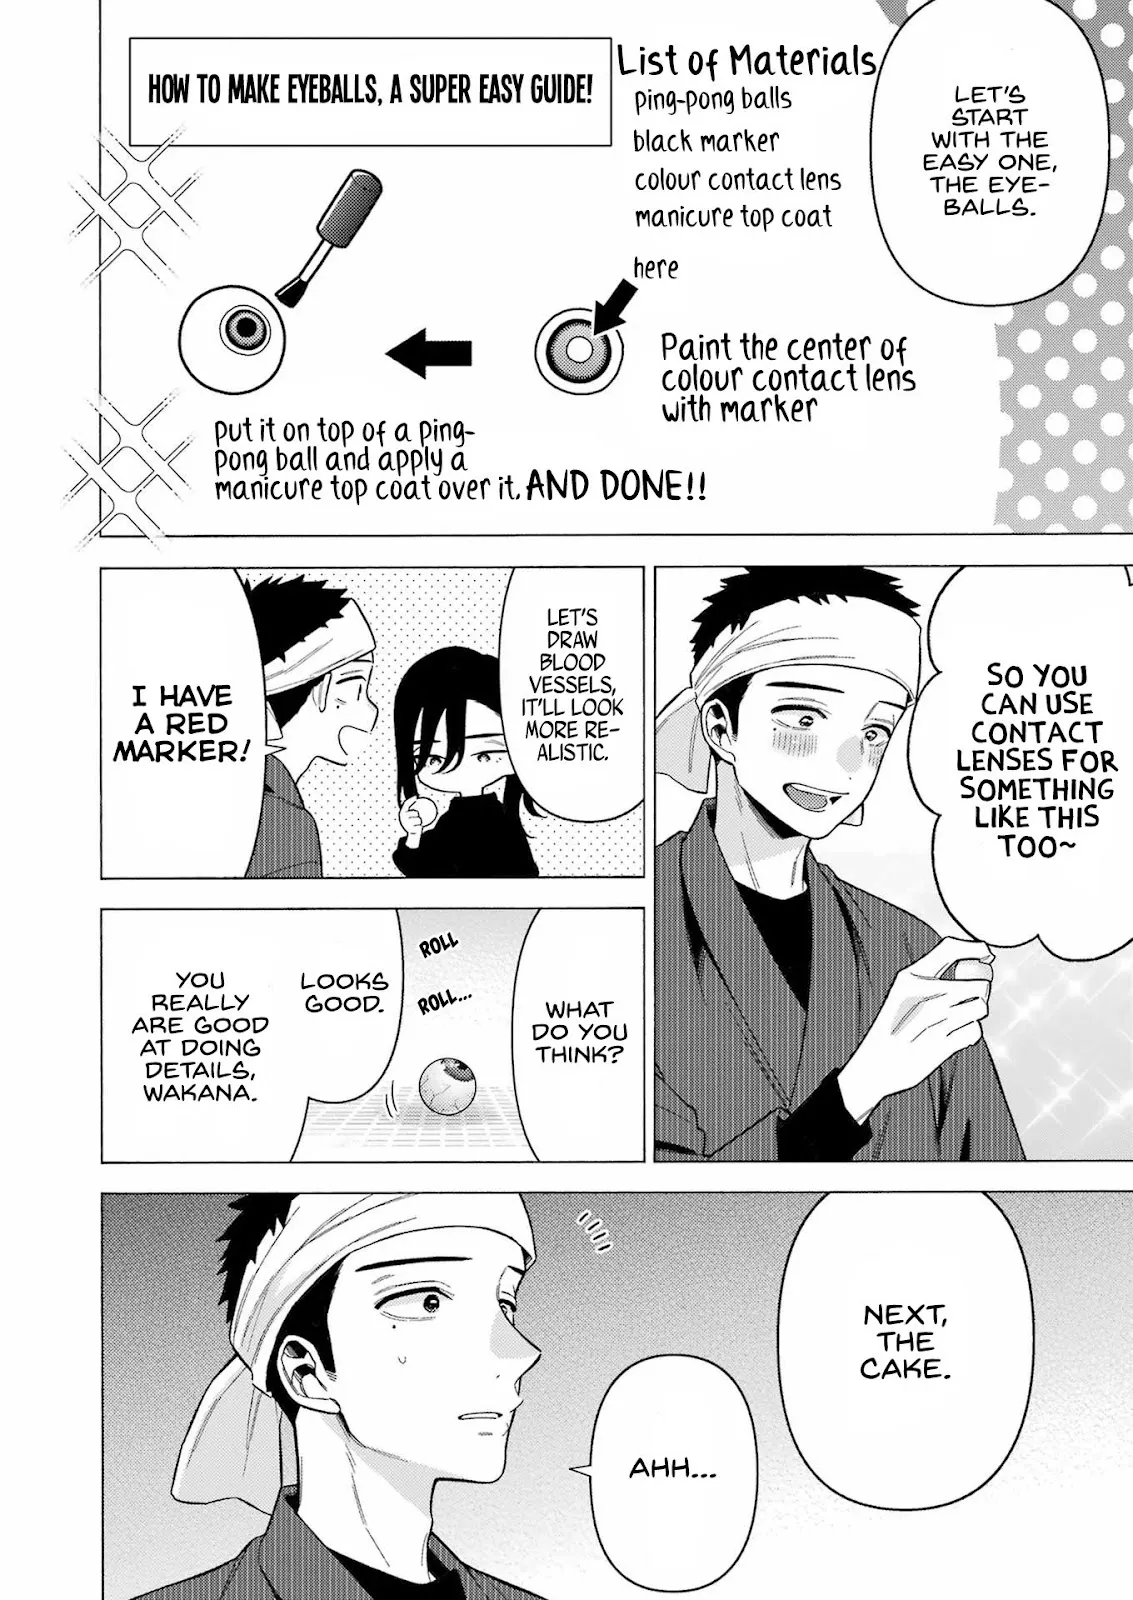 LET'S
START
WITH THE
EASY ONE,
THE EYE-
BALLS.
HOW TO MAKE EYEBALLS, A SUPER EASY GUIDE!
List of Materials
ping-pong balls
black marker
colour contact lens
manicure top coat
here
Paint the center of
colour contact lens
with marker
put it on top of a ping-
pong ball and apply a
manicure top coat over it.
AND DONE!!
SO YOU
CAN USE
CONTACT
LENSES FOR
SOMETHING
LIKE THIS
TOO~
LET'S
DRAW
BLOOD
VESSELS,
IT'LL LOOK
MORE RE-
ALISTIC.
I HAVE
A RED
MARKER!
WHAT
DO YOU
THINK?
ROLL
ROLL...
LOOKS
GOOD.
YOU
REALLY
ARE GOOD
AT DOING
DETAILS,
WAKANA.
NEXT,
THE
CAKE.
AHH...